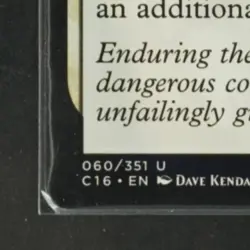 an additiona
Enduring the
dangerous co
unfailingly g
060/351 U
C16 • EN DAVE KENDA